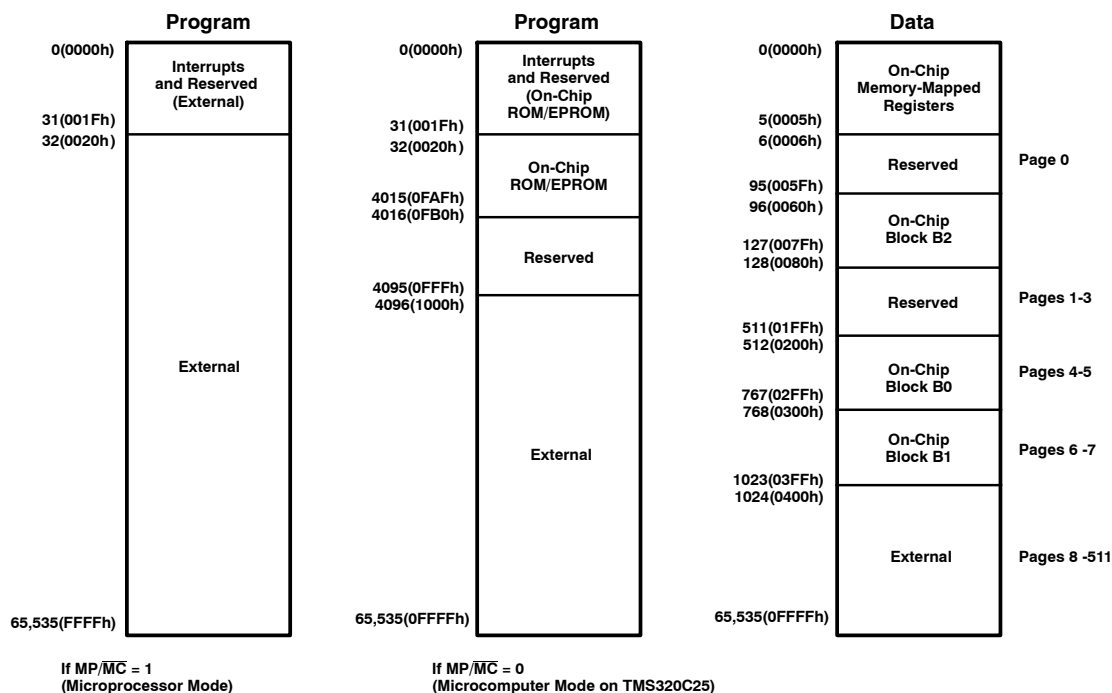 Program
0(0000h)
Interrupts
and Reserved
(External)
31(001Fh)
32(0020h)
External
65,535(FFFFh)
If MP/MC = 1
(Microprocessor Mode)
Program
0(0000h)
Interrupts
and Reserved
(On-Chip
ROM/EPROM)
31(001Fh)
32(0020h)
On-Chip
ROM/EPROM
4015(0FAFh)
4016(0FB0h)
Reserved
4095(0FFFh)
4096(1000h)
External
65,535(0FFFFh)
If MP/MC = 0
(Microcomputer Mode on TMS320C25)
Data
0(0000h)
On-Chip
Memory-Mapped
Registers
5(0005h)
6(0006h)
Reserved
Page 0
95(005Fh)
96(0060h)
On-Chip
Block B2
127(007Fh)
128(0080h)
Reserved
Pages 1-3
511(01FFh)
512(0200h)
On-Chip
Block B0
Pages 4-5
767(02FFh)
768(0300h)
On-Chip
Block B1
Pages 6 -7
1023(03FFh)
1024(0400h)
External
Pages 8 -511
65,535(0FFFFh)